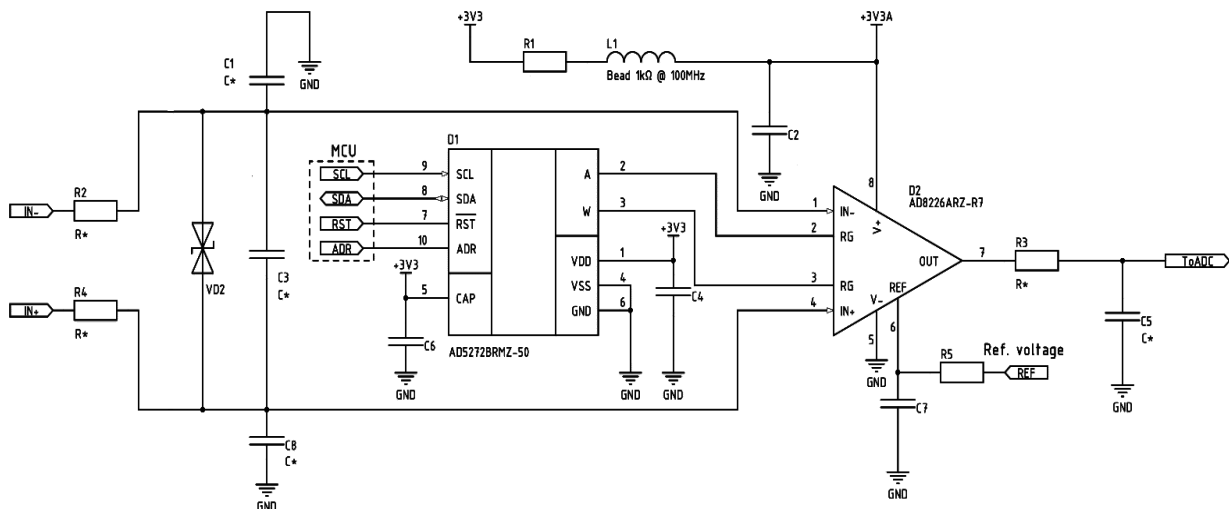 +3V3
+3V3A
R1
L1
Bead 1kΩ @ 100MHz
C1
C*
GND
C2
GND
MCU
D1
SCL
9
SCL
A
2
SDA
8
SDA
RST
7
RST
W
3
ADR
10
ADR
+3V3
VDD
1
+3V3
5
CAP
VSS
4
GND
6
C4
C6
AD5272BRMZ-50
GND
GND
GND
R2
IN-
R*
VD2
C3
C*
R4
IN+
R*
C8
C*
GND
D2
AD8226ARZ-R7
8
V+
1
IN-
2
RG
OUT
7
R3
R*
ToADC
3
RG
REF
4
IN+
V-
5
6
GND
C5
C*
GND
R5
Ref. voltage
REF
C7
GND